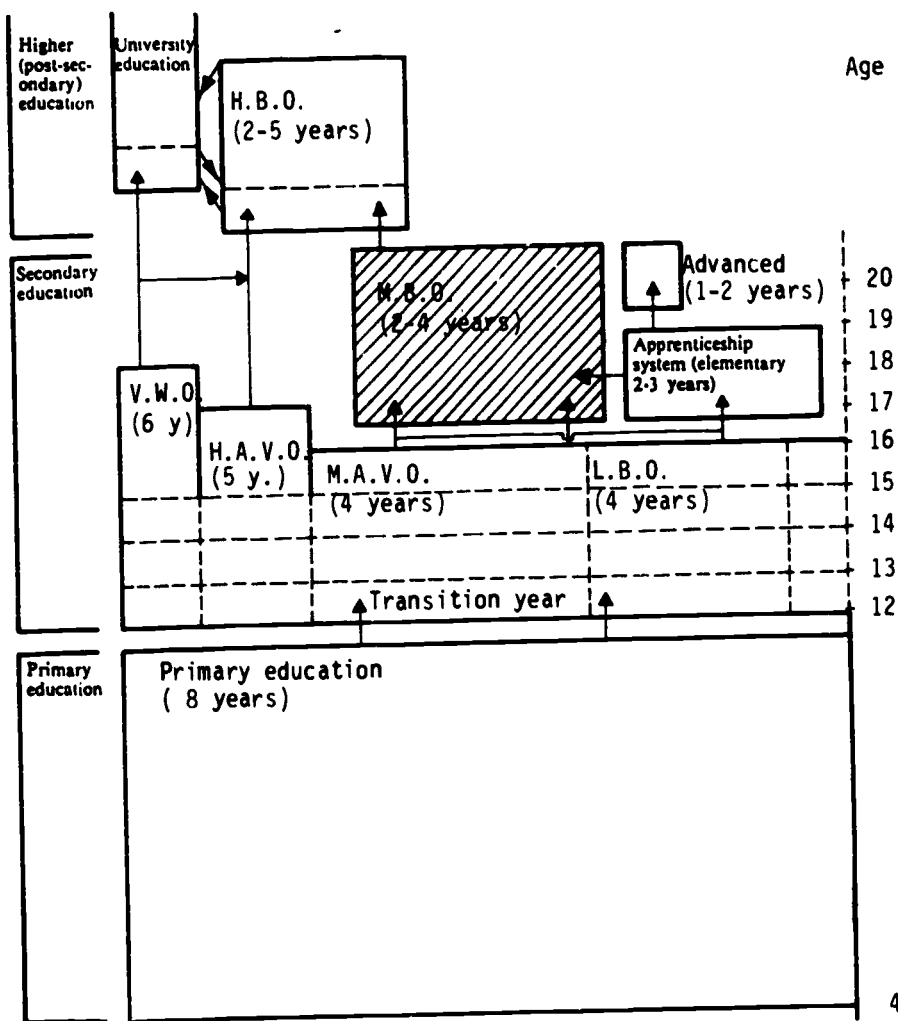 Higher
(post-sec-
ondary)
education
University
education
H.B.O.
(2-5 years)
Age
Secondary
education
M.B.O.
(2-4 years)
Advanced
(1-2 years)
Apprenticeship
system (elementary
2-3 years)
20
19
18
17
16
15
14
13
12
V.W.O.
(6 y)
H.A.V.O.
(5 y.)
M.A.V.O.
(4 years)
L.B.O.
(4 years)
Transition year
Primary
education
Primary education
( 8 years)
4